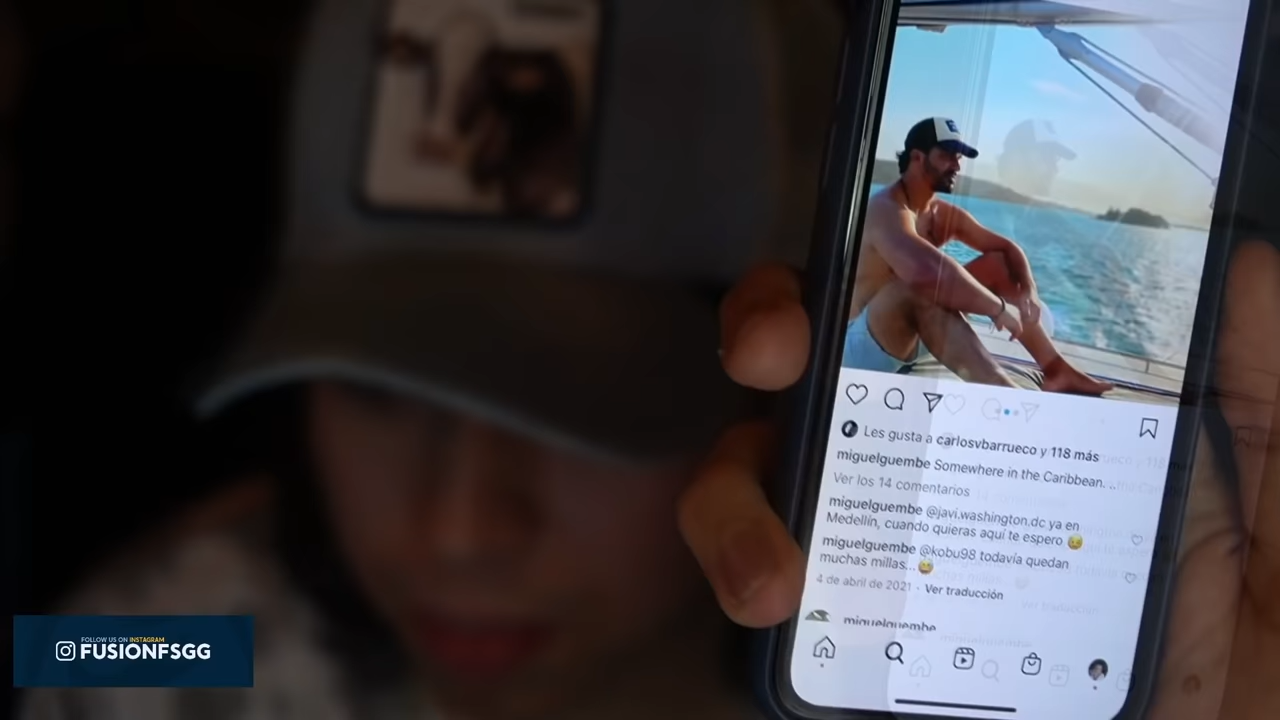 Les gusta a carlosvbarrueco y 118 más
miguelguembe Somewhere in the Caribbean. ..
Ver los 14 comentarios
miguelguembe @javi.washington.dc ya en
Medellín, cuando quieras aquí te espero 😉
miguelguembe @kobu98 todavía quedan
muchas millas... 😄
4 de abril de 2021 · Ver traducción
miguelguembe
FOLLOW US ON INSTAGRAM
FUSIONFSGG